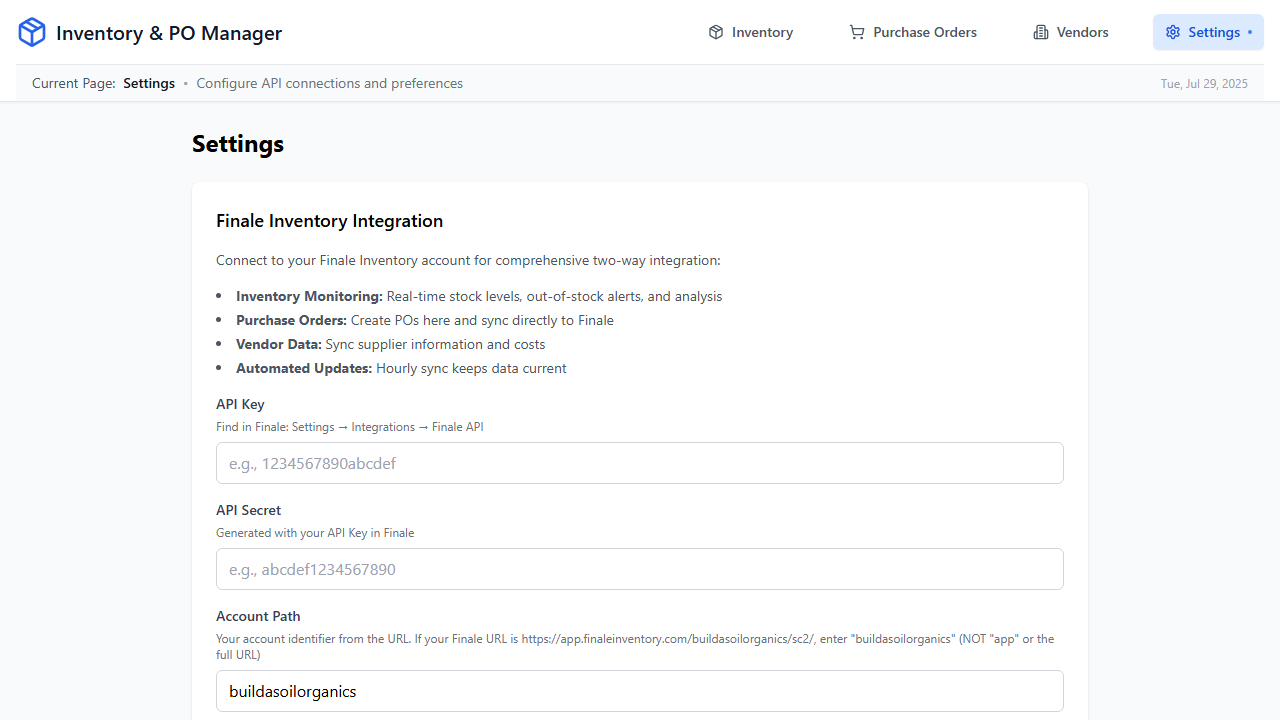 Inventory & PO Manager
Inventory
Purchase Orders
Vendors
Settings •
Current Page: Settings • Configure API connections and preferences
Tue, Jul 29, 2025
Settings
Finale Inventory Integration
Connect to your Finale Inventory account for comprehensive two-way integration:
• Inventory Monitoring: Real-time stock levels, out-of-stock alerts, and analysis
• Purchase Orders: Create POs here and sync directly to Finale
• Vendor Data: Sync supplier information and costs
• Automated Updates: Hourly sync keeps data current
API Key
Find in Finale: Settings → Integrations → Finale API
e.g., 1234567890abcdef
API Secret
Generated with your API Key in Finale
e.g., abcdef1234567890
Account Path
Your account identifier from the URL. If your Finale URL is https://app.finaleinventory.com/buildasoilorganics/sc2/, enter "buildasoilorganics" (NOT "app" or the
full URL)
buildasoilorganics